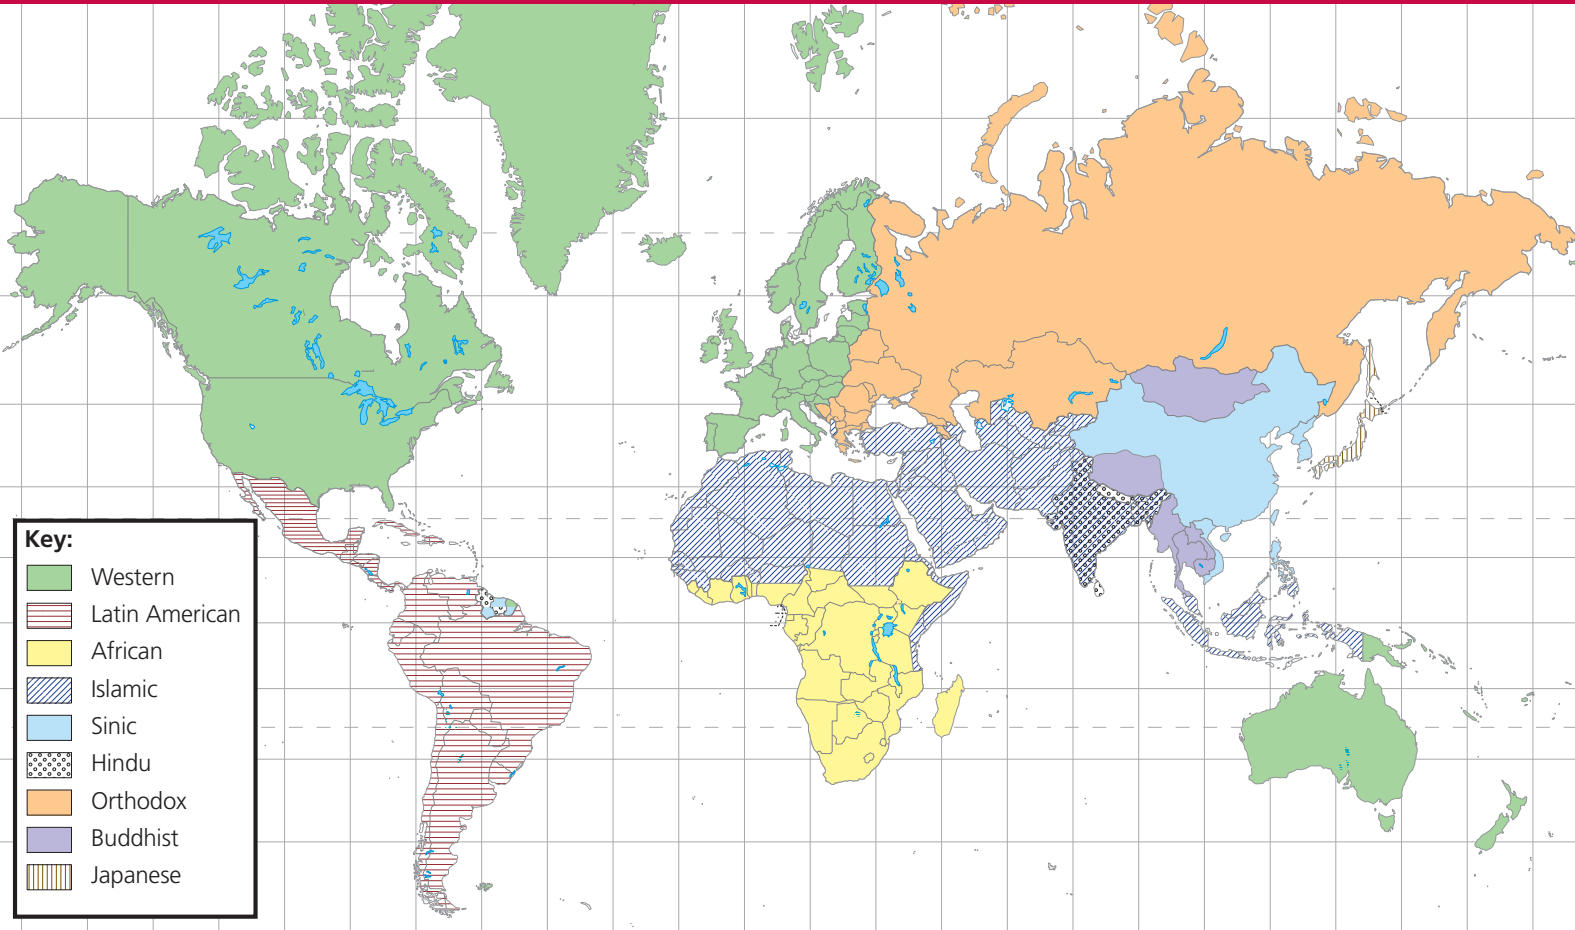 Key:
Western
Latin American
African
Islamic
Sinic
Hindu
Orthodox
Buddhist
Japanese